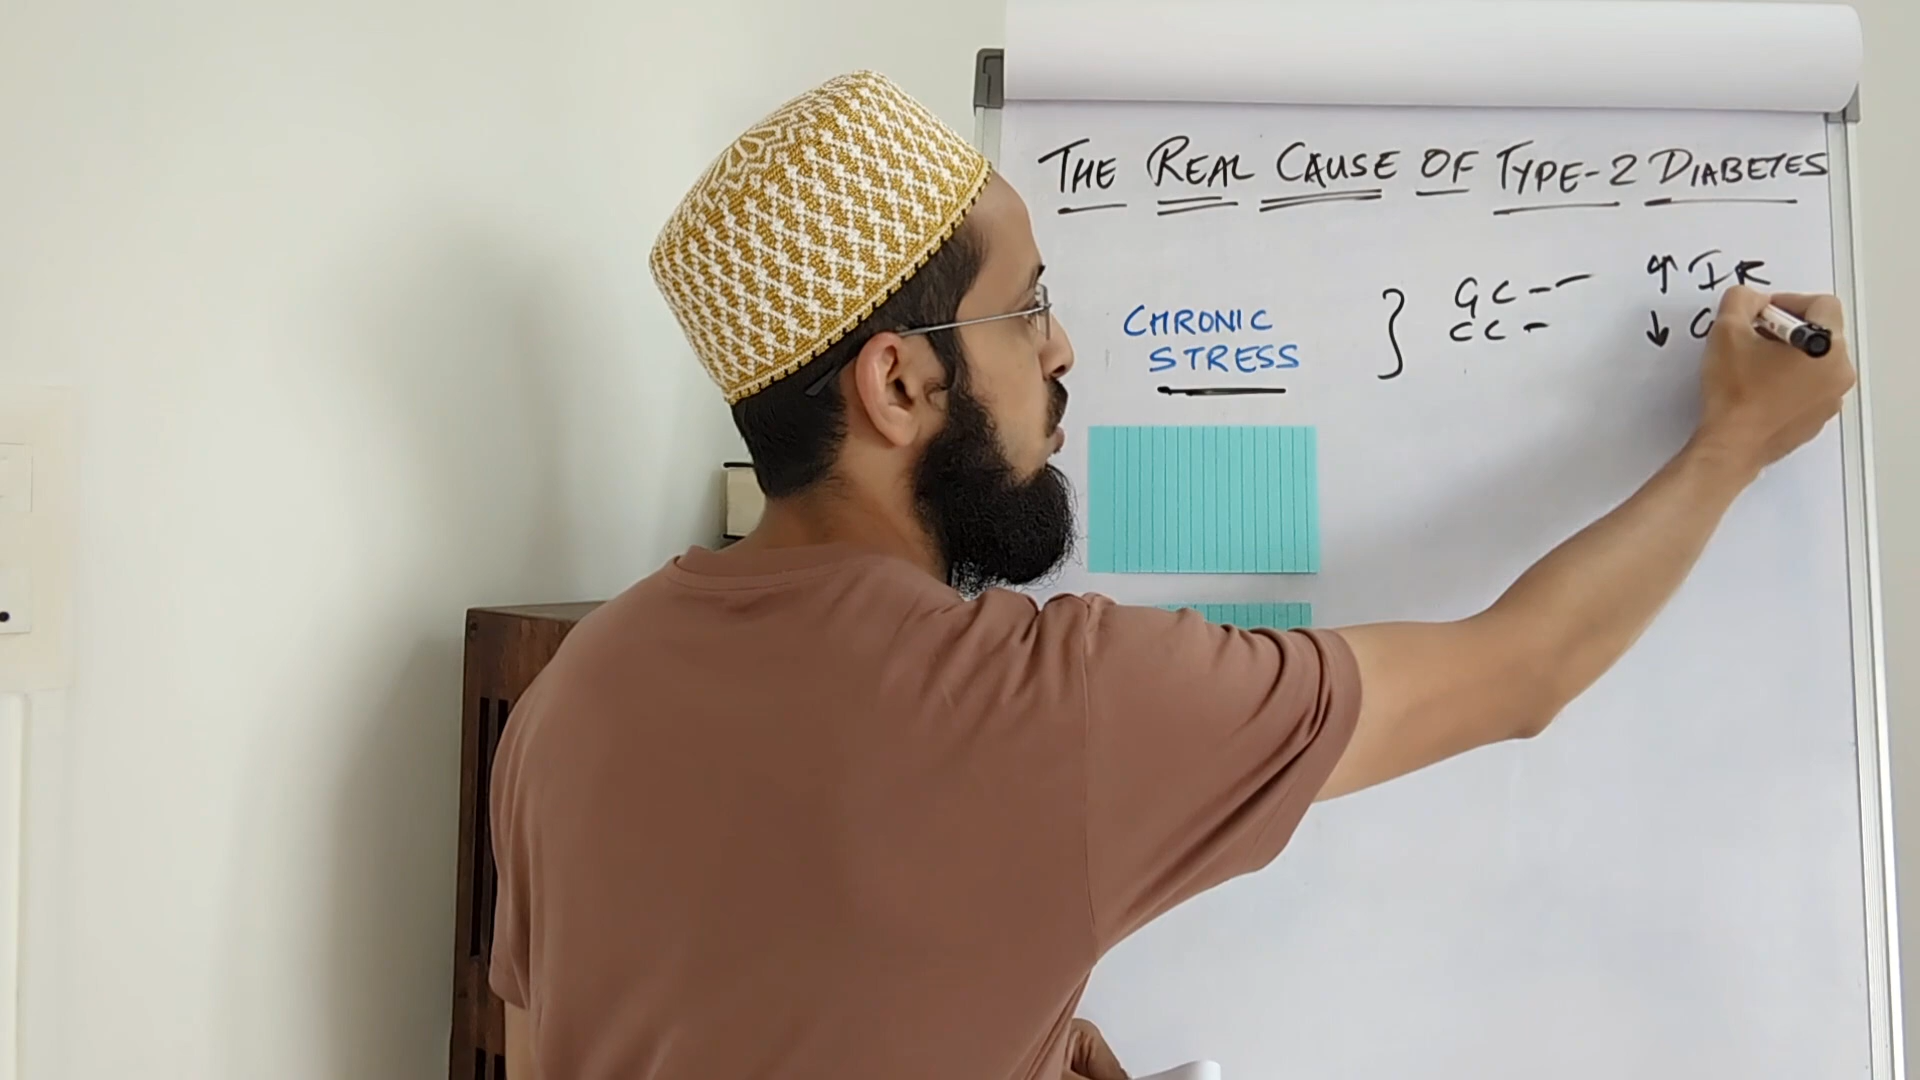 THE REAL CAUSE OF TYPE-2 DIABETES
CHRONIC
STRESS
} GC--
CC-
↑ IR
↓